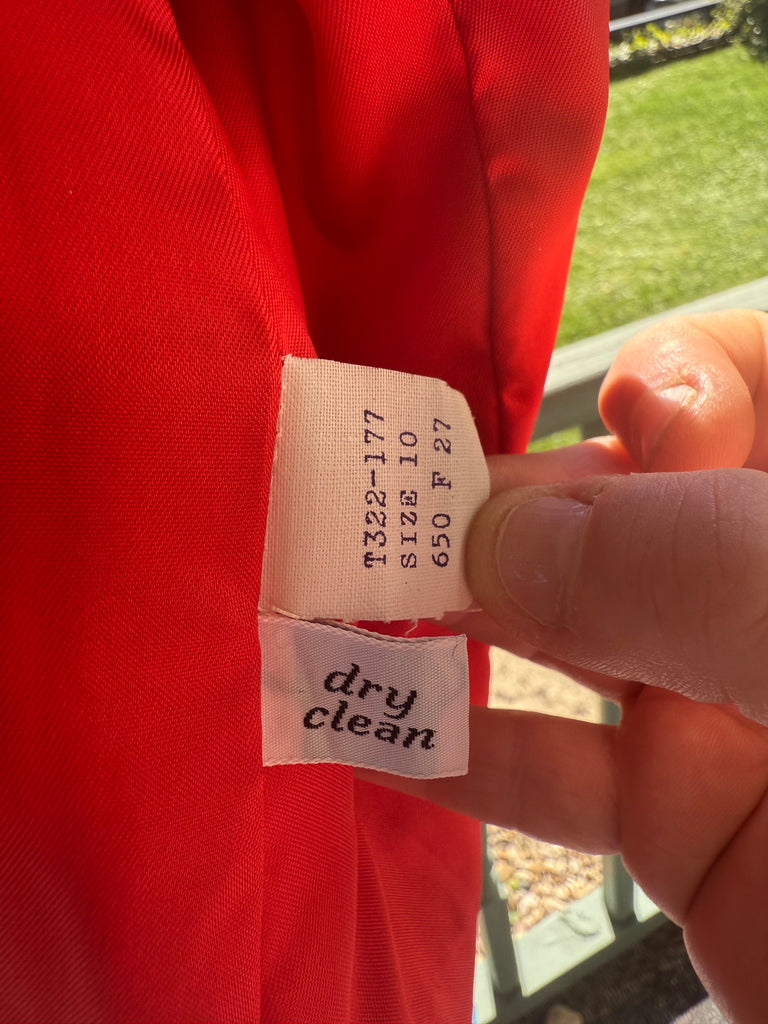 T322-177
SIZE 10
650 F 27
dry
clean